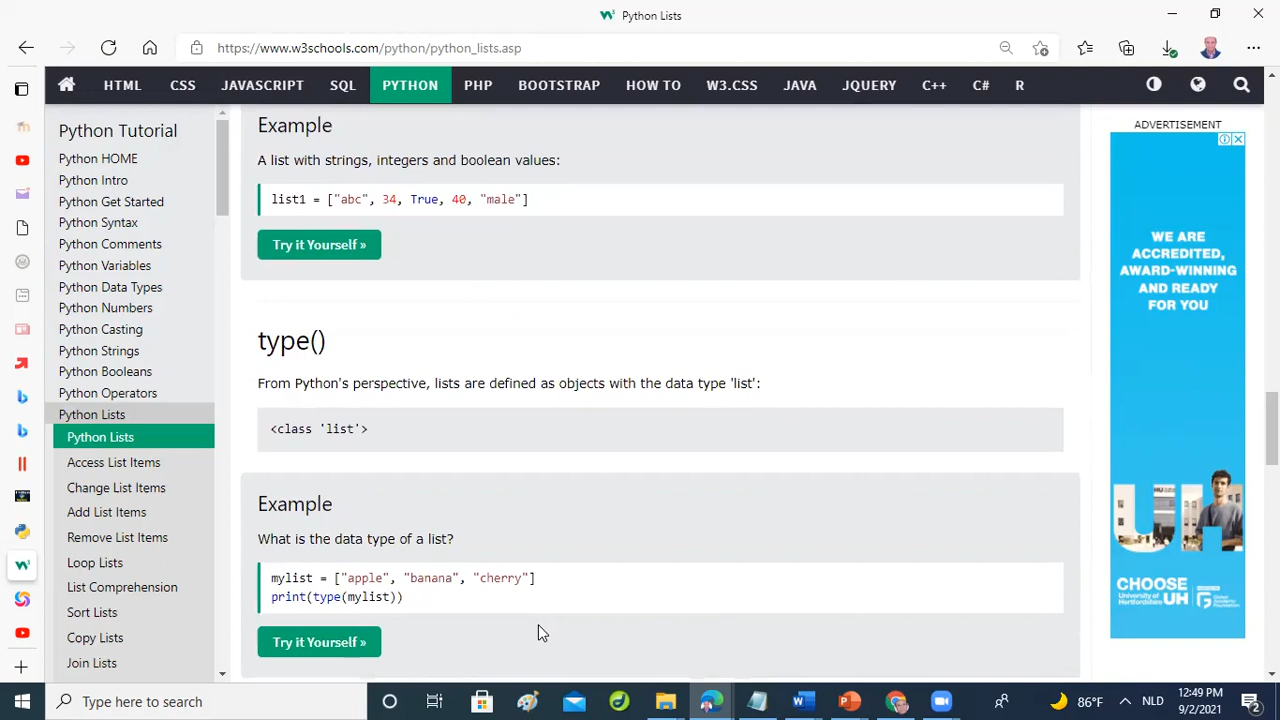 Python Lists
https://www.w3schools.com/python/python_lists.asp
HTML CSS JAVASCRIPT SQL PYTHON PHP BOOTSTRAP HOW TO W3.CSS JAVA JQUERY C++ C# R
Python Tutorial
Python HOME
Python Intro
Python Get Started
Python Syntax
Python Comments
Python Variables
Python Data Types
Python Numbers
Python Casting
Python Strings
Python Booleans
Python Operators
Python Lists
Python Lists
Access List Items
Change List Items
Add List Items
Remove List Items
Loop Lists
List Comprehension
Sort Lists
Copy Lists
Join Lists
Example
A list with strings, integers and boolean values:
list1 = ["abc", 34, True, 40, "male"]
Try it Yourself »
type()
From Python's perspective, lists are defined as objects with the data type 'list':
<class 'list'>
Example
What is the data type of a list?
mylist = ["apple", "banana", "cherry"]
print(type(mylist))
Try it Yourself »
ADVERTISEMENT
WE ARE
ACCREDITED,
AWARD-WINNING
AND READY
FOR YOU
UH
CHOOSE
UH
University of
Hertfordshire
Type here to search
86°F
NLD
12:49 PM
9/2/2021
2